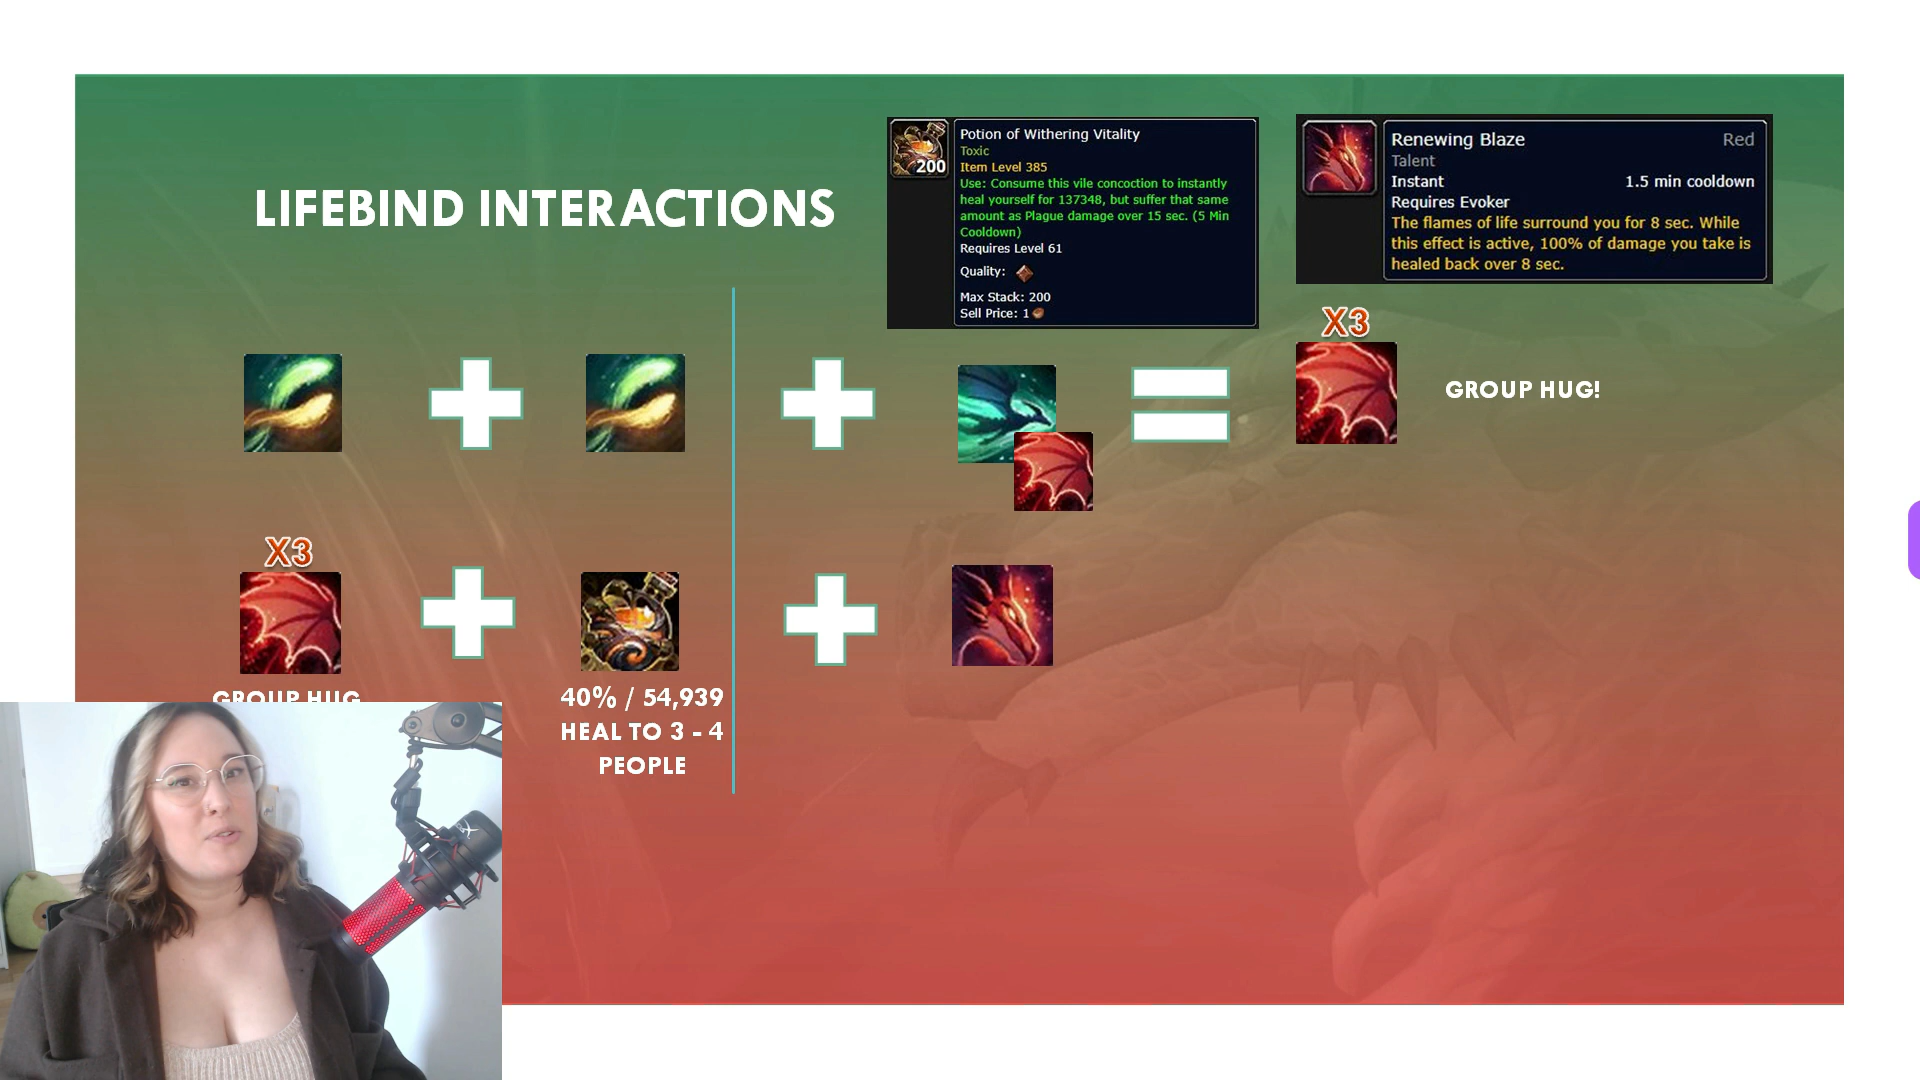 LIFEBIND INTERACTIONS
200
Potion of Withering Vitality
Toxic
Item Level 385
Use: Consume this vile concoction to instantly
heal yourself for 137348, but suffer that same
amount as Plague damage over 15 sec. (5 Min
Cooldown)
Requires Level 61
Quality:
Max Stack: 200
Sell Price: 1
Renewing Blaze Red
Talent
Instant 1.5 min cooldown
Requires Evoker
The flames of life surround you for 8 sec. While
this effect is active, 100% of damage you take is
healed back over 8 sec.
X3
GROUP HUG!
X3
GROUP HUG
40% / 54,939
HEAL TO 3 - 4
PEOPLE